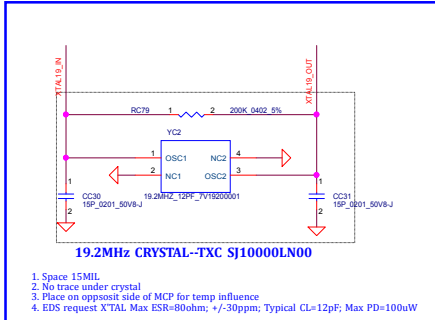 XTAL19_IN
XTAL19_OUT
RC79 1 2 200K_0402_5%
YC2
1 OSC1 NC2 4
2 NC1 OSC2 3
19.2MHZ_12PF_7V19200001
1
CC30
15P_0201_50V8-J
2
1
CC31
15P_0201_50V8-J
2
19.2MHz CRYSTAL--TXC SJ10000LN00
1. Space 15MIL
2. No trace under crystal
3. Place on oppsosit side of MCP for temp influence
4. EDS request X'TAL Max ESR=80ohm; +/-30ppm; Typical CL=12pF; Max PD=100uW